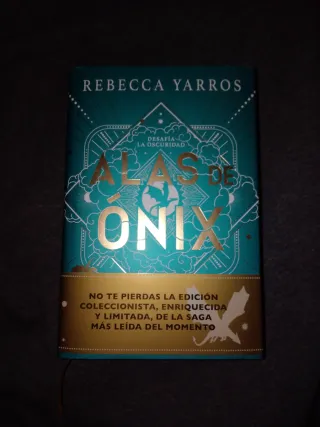 REBECCA YARROS
DESAFÍA
LA OSCURIDAD
ALAS DE
ÓNIX
NO TE PIERDAS LA EDICIÓN
COLECCIONISTA, ENRIQUECIDA
Y LIMITADA, DE LA SAGA
MÁS LEÍDA DEL MOMENTO